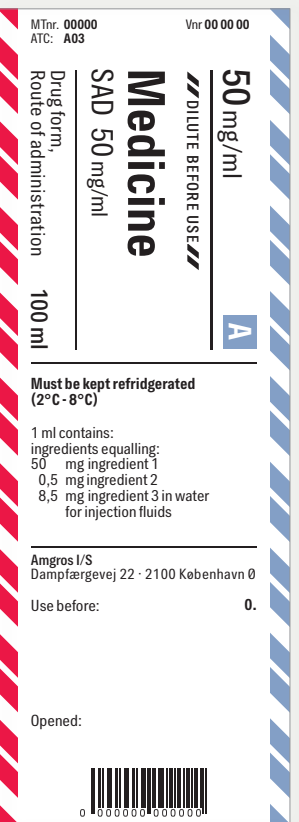 MTnr. 00000
Vnr 00 00 00
ATC: A03
50 mg/ml
A
//DILUTE BEFORE USE//
Medicine
SAD 50 mg/ml
Drug form,
Route of administration
100 ml
Must be kept refridgerated
(2°C - 8°C)
1 ml contains:
ingredients equalling:
50 mg ingredient 1
0,5 mg ingredient 2
8,5 mg ingredient 3 in water
for injection fluids
Amgros I/S
Dampfærgevej 22 · 2100 København Ø
Use before: 0.
Opened:
0 000000 000000